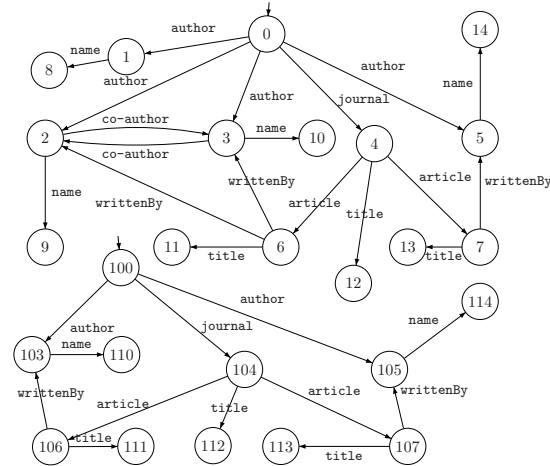 0
14
author
1
name
8
author
author
author
journal
name
co-author
2
3
name
10
4
5
co-author
name
writtenBy
writtenBy
article
title
article
writtenBy
9
11
title
6
12
13
title
7
100
author
114
author
journal
name
103
name
110
104
105
writtenBy
article
title
article
writtenBy
106
title
111
112
113
title
107